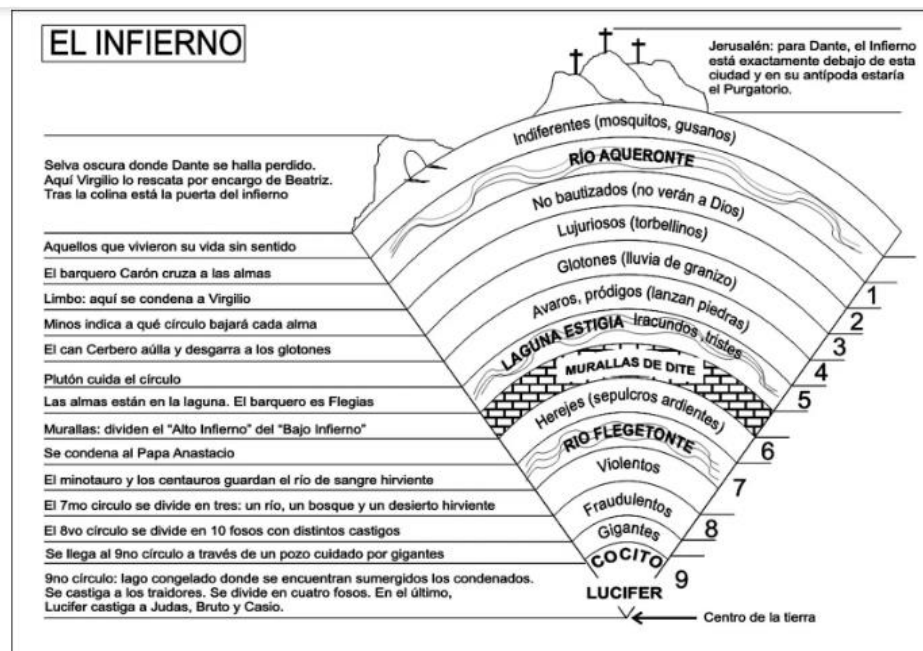 EL INFIERNO
Jerusalén: para Dante, el Infierno
está exactamente debajo de esta
ciudad y en su antípoda estaría
el Purgatorio.
Selva oscura donde Dante se halla perdido.
Aquí Virgilio lo rescata por encargo de Beatriz.
Tras la colina está la puerta del infierno
Aquellos que vivieron su vida sin sentido
El barquero Carón cruza a las almas
Limbo: aquí se condena a Virgilio
Minos indica a qué círculo bajará cada alma
El can Cerbero aúlla y desgarra a los glotones
Plutón cuida el círculo
Las almas están en la laguna. El barquero es Flegias
Murallas: dividen el "Alto Infierno" del "Bajo Infierno"
Se condena al Papa Anastacio
El minotauro y los centauros guardan el río de sangre hirviente
El 7mo circulo se divide en tres: un río, un bosque y un desierto hirviente
El 8vo círculo se divide en 10 fosos con distintos castigos
Se llega al 9no círculo a través de un pozo cuidado por gigantes
9no círculo: lago congelado donde se encuentran sumergidos los condenados.
Se castiga a los traidores. Se divide en cuatro fosos. En el último,
Lucifer castiga a Judas, Bruto y Casio.
Indiferentes (mosquitos, gusanos)
RÍO AQUERONTE
No bautizados (no verán a Dios)
Lujuriosos (torbellinos)
Glotones (lluvia de granizo)
Avaros, pródigos (lanzan piedras)
LAGUNA ESTIGIA Iracundos, tristes
MURALLAS DE DITE
Herejes (sepulcros ardientes)
RIO FLEGETONTE
Violentos
Fraudulentos
Gigantes
COCITO
LUCIFER
1
2
3
4
5
6
7
8
9
Centro de la tierra